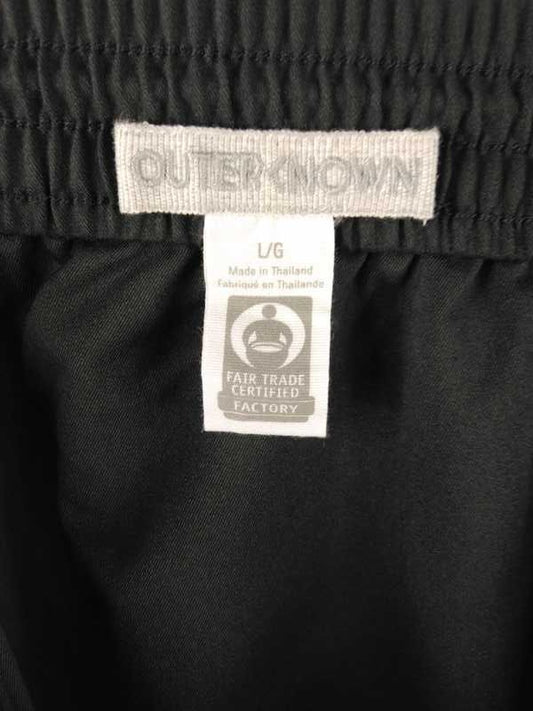 OUTERKNOWN
L/G
Made in Thailand
Fabriqué en Thaïlande
FAIR TRADE
CERTIFIED
FACTORY